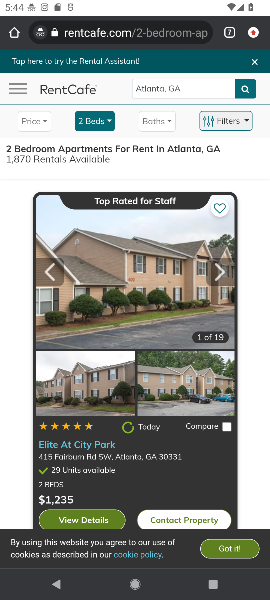 5:44
rentcafe.com/2-bedroom-ap
7
Tap here to try the Rental Assistant!
RentCafe
Atlanta, GA
Price
2 Beds
Baths
Filters
2 Bedroom Apartments For Rent In Atlanta, GA
1,870 Rentals Available
Top Rated for Staff
1 of 19
Today
Compare
Elite At City Park
415 Fairburn Rd SW, Atlanta, GA 30331
29 Units available
2 BEDS
$1,235
View Details
Contact Property
By using this website you agree to our use of
cookies as described in our cookie policy.
Got it!